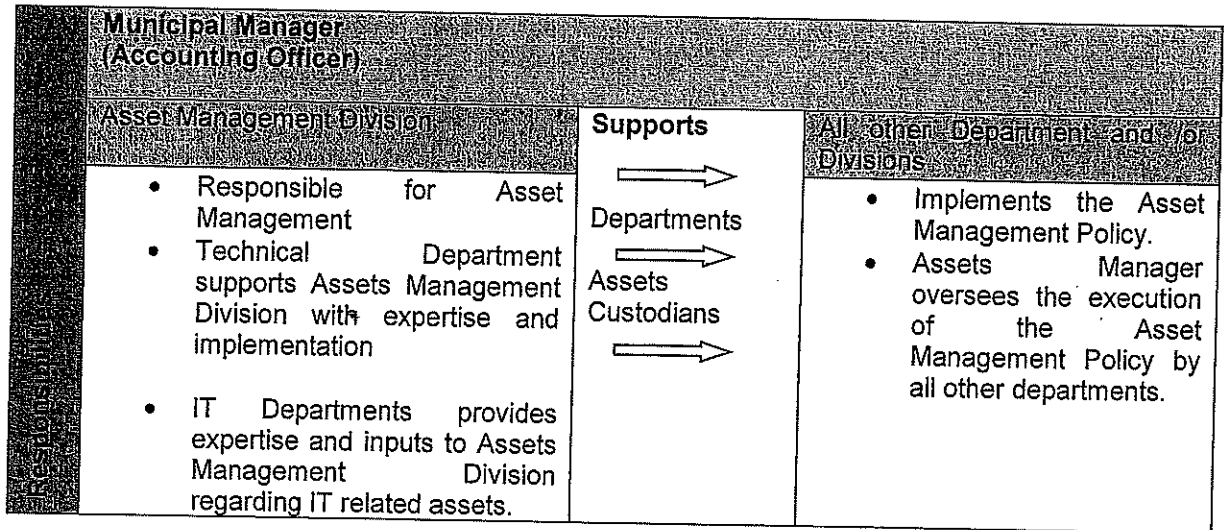 Municipal Manager
(Accounting Officer)
Asset Management Division
Supports
All other Department and /or
Divisions
• Responsible for Asset
Management
• Technical Department
supports Assets Management
Division with expertise and
implementation
• IT Departments provides
expertise and inputs to Assets
Management Division
regarding IT related assets.
Departments
Assets
Custodians
• Implements the Asset
Management Policy.
• Assets Manager
oversees the execution
of the Asset
Management Policy by
all other departments.
Responsibilities